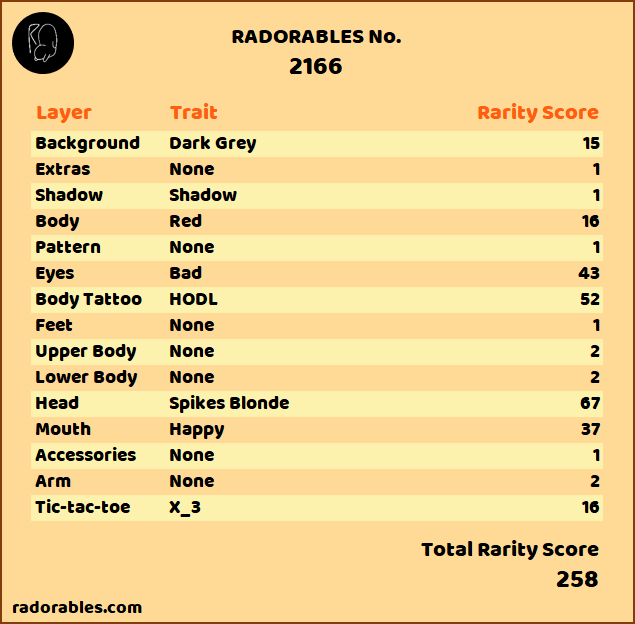 RADORABLES No.
2166
Layer Trait Rarity Score
Background Dark Grey 15
Extras None 1
Shadow Shadow 1
Body Red 16
Pattern None 1
Eyes Bad 43
Body Tattoo HODL 52
Feet None 1
Upper Body None 2
Lower Body None 2
Head Spikes Blonde 67
Mouth Happy 37
Accessories None 1
Arm None 2
Tic-tac-toe X_3 16
Total Rarity Score
258
radorables.com